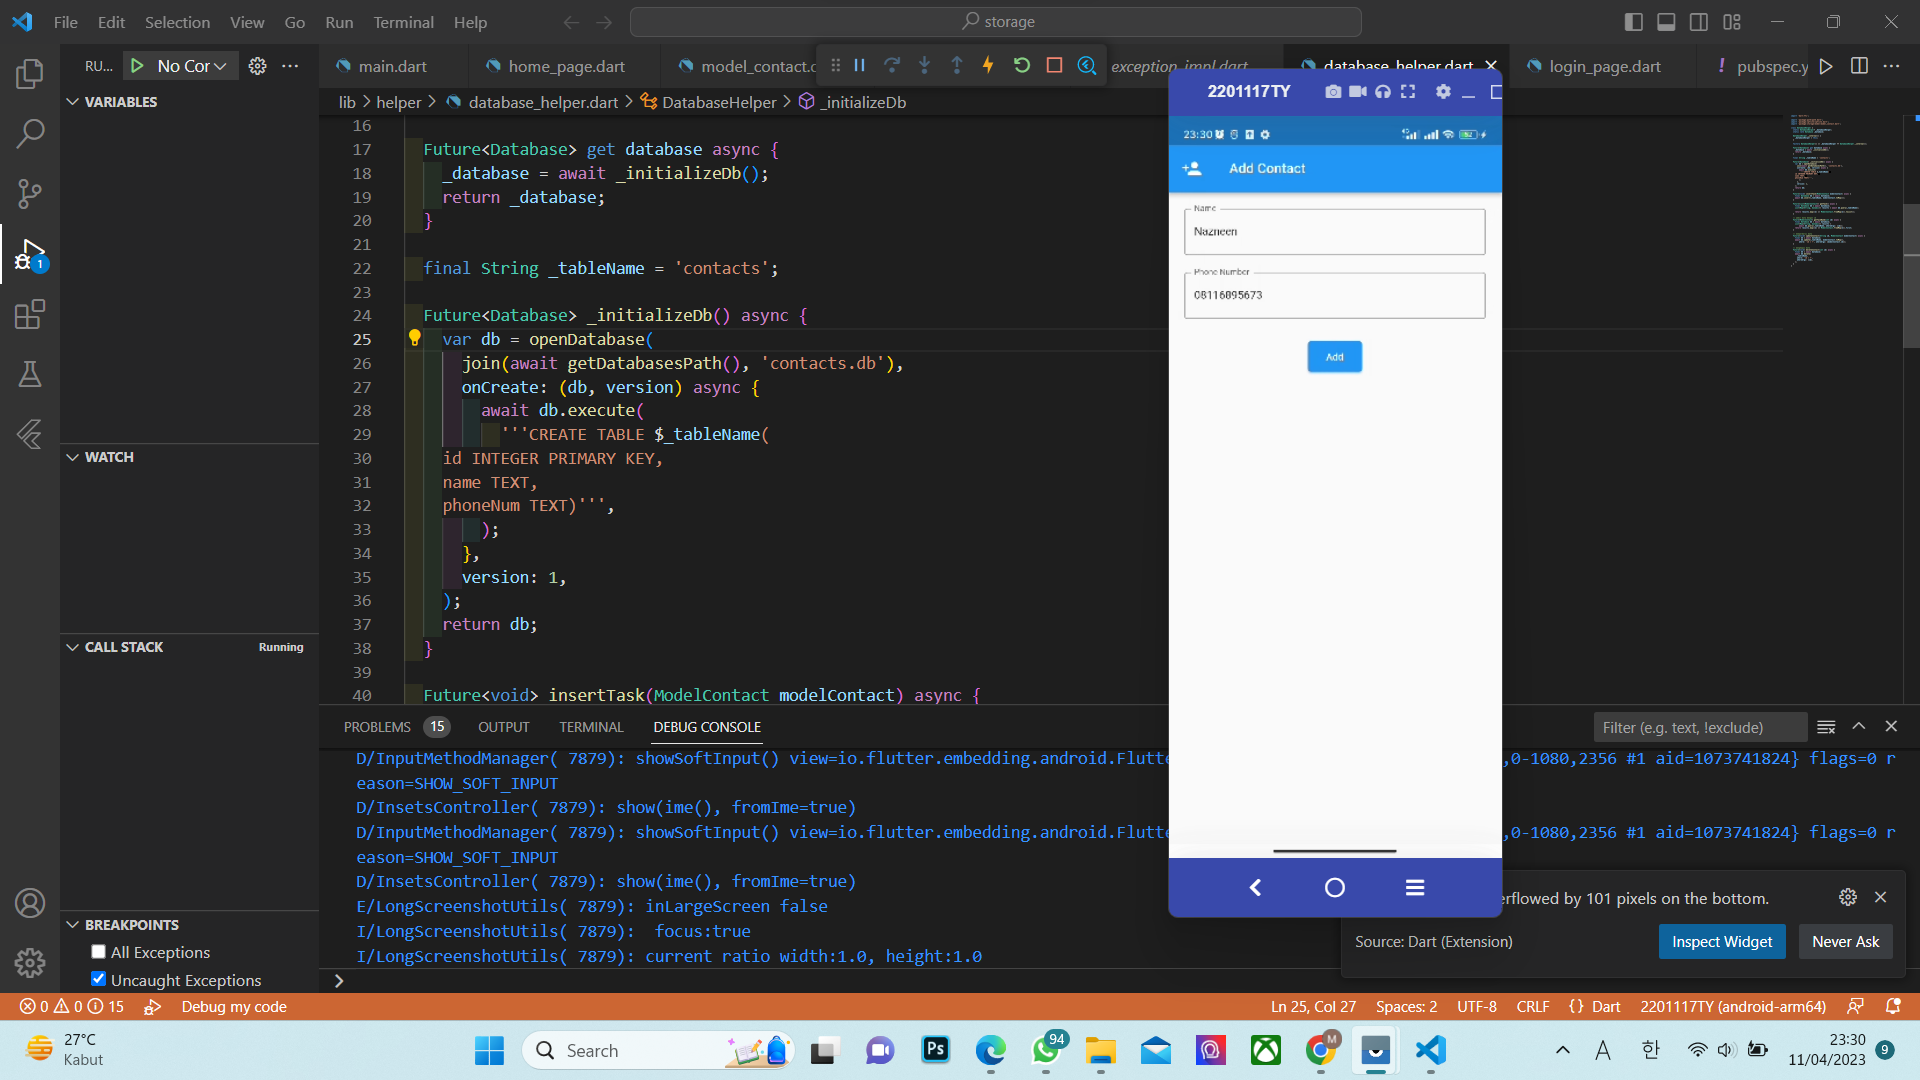 File Edit Selection View Go Run Terminal Help
storage
RU... No Cor
main.dart
home_page.dart
model_contact.c
exception_impl.dart
database_helper.dart
login_page.dart
! pubspec.y
lib > helper > database_helper.dart > DatabaseHelper > _initializeDb
VARIABLES
WATCH
CALL STACK
Running
BREAKPOINTS
All Exceptions
Uncaught Exceptions
16
17 Future<Database> get database async {
18 _database = await _initializeDb();
19 return _database;
20 }
21
22 final String _tableName = 'contacts';
23
24 Future<Database> _initializeDb() async {
25 var db = openDatabase(
26 join(await getDatabasesPath(), 'contacts.db'),
27 onCreate: (db, version) async {
28 await db.execute(
29 '''CREATE TABLE $_tableName(
30 id INTEGER PRIMARY KEY,
31 name TEXT,
32 phoneNum TEXT)''',
33 );
34 },
35 version: 1,
36 );
37 return db;
38 }
39
40 Future<void> insertTask(ModelContact modelContact) async {
2201117TY
23:30
Add Contact
Name
Nazneen
Phone Number
08116895673
Add
PROBLEMS 15 OUTPUT TERMINAL DEBUG CONSOLE
Filter (e.g. text, !exclude)
D/InputMethodManager( 7879): showSoftInput() view=io.flutter.embedding.android.Flutte ,0-1080,2356 #1 aid=1073741824} flags=0 r
eason=SHOW_SOFT_INPUT
D/InsetsController( 7879): show(ime(), fromIme=true)
D/InputMethodManager( 7879): showSoftInput() view=io.flutter.embedding.android.Flutte ,0-1080,2356 #1 aid=1073741824} flags=0 r
eason=SHOW_SOFT_INPUT
D/InsetsController( 7879): show(ime(), fromIme=true)
E/LongScreenshotUtils( 7879): inLargeScreen false
I/LongScreenshotUtils( 7879): focus:true
I/LongScreenshotUtils( 7879): current ratio width:1.0, height:1.0
erflowed by 101 pixels on the bottom.
Source: Dart (Extension)
Inspect Widget
Never Ask
0 0 15 Debug my code
Ln 25, Col 27 Spaces: 2 UTF-8 CRLF {} Dart 2201117TY (android-arm64)
27°C
Kabut
Search
Ps
94
M
A
한
23:30
11/04/2023
9